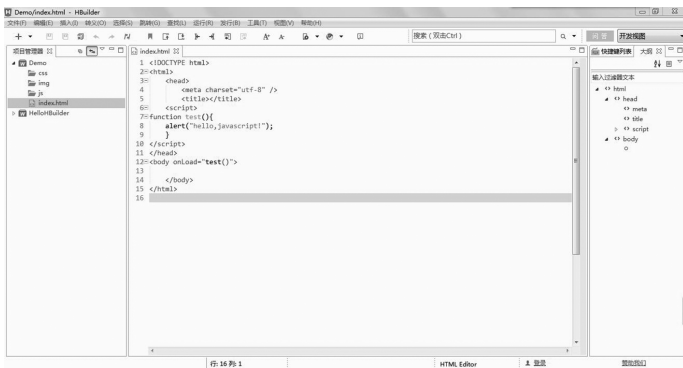 Demo/index.html - HBuilder
文件(F) 编辑(E) 插入(I) 转义(O) 选择(S) 跳转(G) 查找(L) 运行(R) 发行(B) 工具(T) 视图(V) 帮助(H)
搜索（双击Ctrl）
开发视图
项目管理器
index.html
快捷键列表 大纲
Demo
css
img
js
index.html
HelloHBuilder
1 <!DOCTYPE html>
2 <html>
3 <head>
4 <meta charset="utf-8" />
5 <title></title>
6 <script>
7 function test(){
8 alert("hello,javascript!");
9 }
10 </script>
11 </head>
12 <body onLoad="test()">
13
14 </body>
15 </html>
16
输入过滤器文本
html
head
meta
title
script
body
行: 16 列: 1
HTML Editor
登录
赞助我们